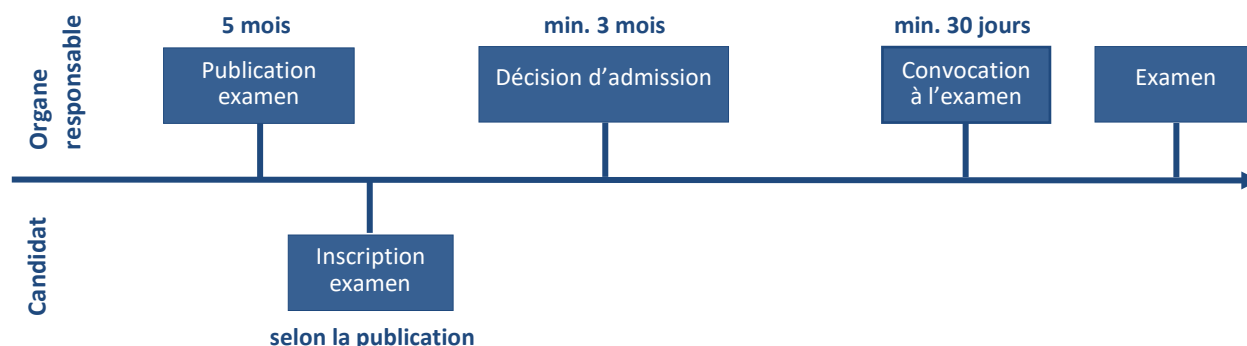 Organe
responsable
5 mois
Publication
examen
min. 3 mois
Décision d’admission
min. 30 jours
Convocation
à l’examen
Examen
Candidat
Inscription
examen
selon la publication